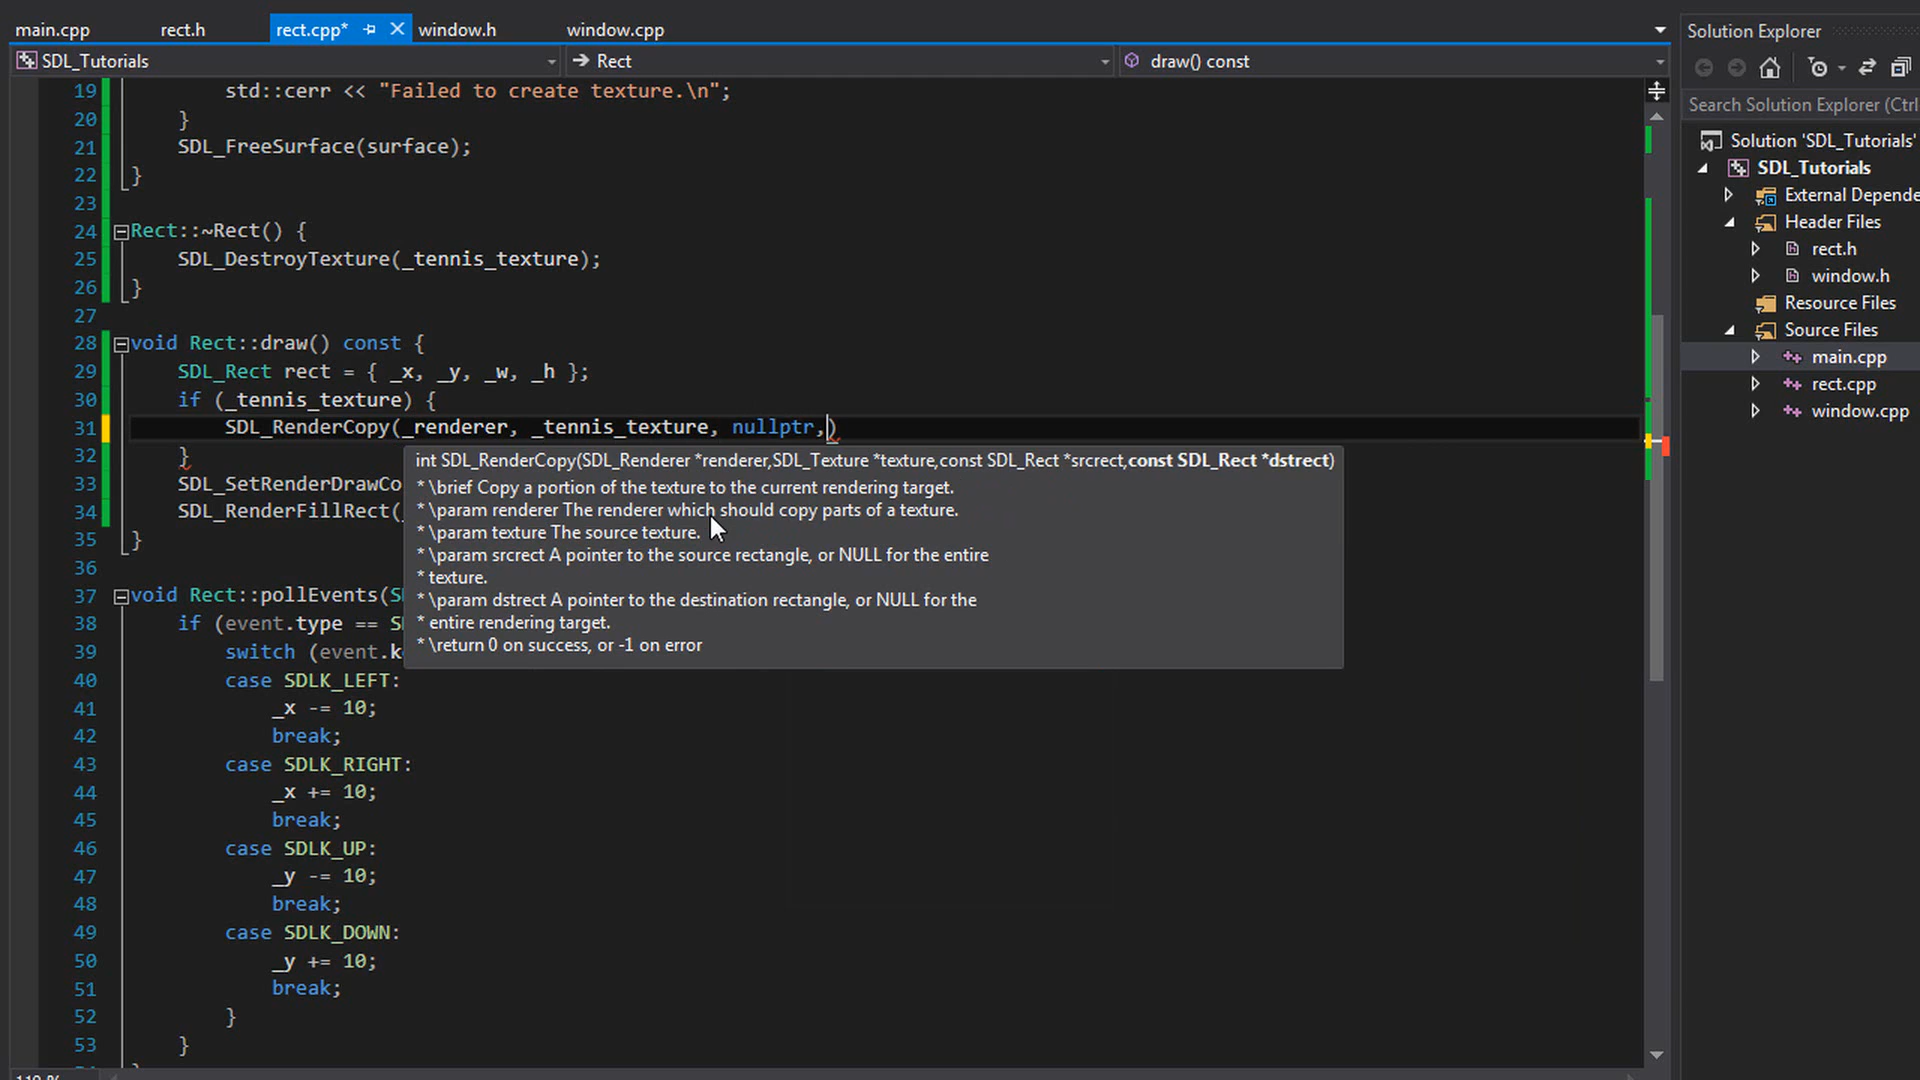 main.cpp rect.h rect.cpp* window.h window.cpp
SDL_Tutorials Rect draw() const
19 std::cerr << "Failed to create texture.\n";
20 }
21 SDL_FreeSurface(surface);
22 }
23
24 Rect::~Rect() {
25 SDL_DestroyTexture(_tennis_texture);
26 }
27
28 void Rect::draw() const {
29 SDL_Rect rect = { _x, _y, _w, _h };
30 if (_tennis_texture) {
31 SDL_RenderCopy(_renderer, _tennis_texture, nullptr,)
32 }
33 SDL_SetRenderDrawCo
34 SDL_RenderFillRect(
35 }
36
37 void Rect::pollEvents(
38 if (event.type ==
39 switch (event.k
40 case SDLK_LEFT:
41 _x -= 10;
42 break;
43 case SDLK_RIGHT:
44 _x += 10;
45 break;
46 case SDLK_UP:
47 _y -= 10;
48 break;
49 case SDLK_DOWN:
50 _y += 10;
51 break;
52 }
53 }
int SDL_RenderCopy(SDL_Renderer *renderer,SDL_Texture *texture,const SDL_Rect *srcrect,const SDL_Rect *dstrect)
* \brief Copy a portion of the texture to the current rendering target.
* \param renderer The renderer which should copy parts of a texture.
* \param texture The source texture.
* \param srcrect A pointer to the source rectangle, or NULL for the entire
* texture.
* \param dstrect A pointer to the destination rectangle, or NULL for the
* entire rendering target.
* \return 0 on success, or -1 on error
Solution Explorer
Search Solution Explorer (Ctrl
Solution 'SDL_Tutorials'
SDL_Tutorials
External Depende
Header Files
rect.h
window.h
Resource Files
Source Files
main.cpp
rect.cpp
window.cpp